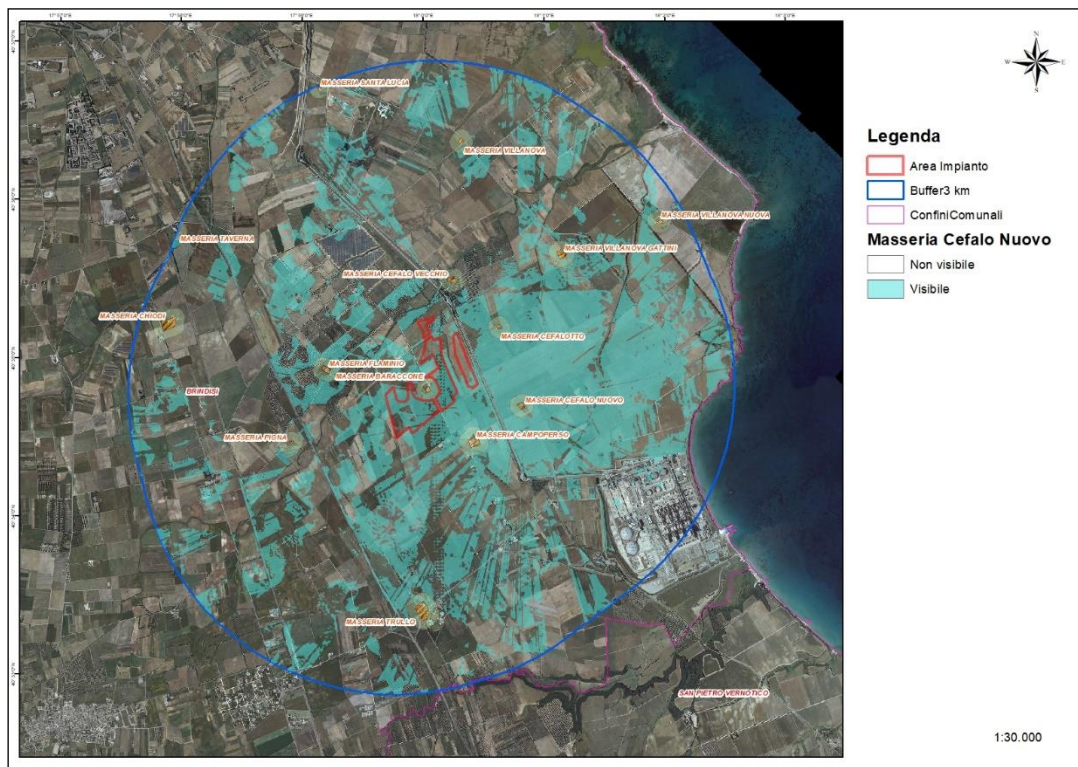 MASSERIA SANTA LUCIA
MASSERIA VILLANOVA
MASSERIA VILLANOVA NUOVA
MASSERIA TAVERNA
MASSERIA VILLANOVA GATTINI
MASSERIA CEFALO VECCHIO
MASSERIA CHIODI
MASSERIA CEFALOTTO
MASSERIA FLAMINIO
MASSERIA BARACCONE
BRINDISI
MASSERIA CEFALO NUOVO
MASSERIA PIGNA
MASSERIA CAMPOPERSO
MASSERIA TRULLO
SAN PIETRO VERNOTICO
N
W
E
S
Legenda
Area Impianto
Buffer3 km
ConfiniComunali
Masseria Cefalo Nuovo
Non visibile
Visibile
1:30.000